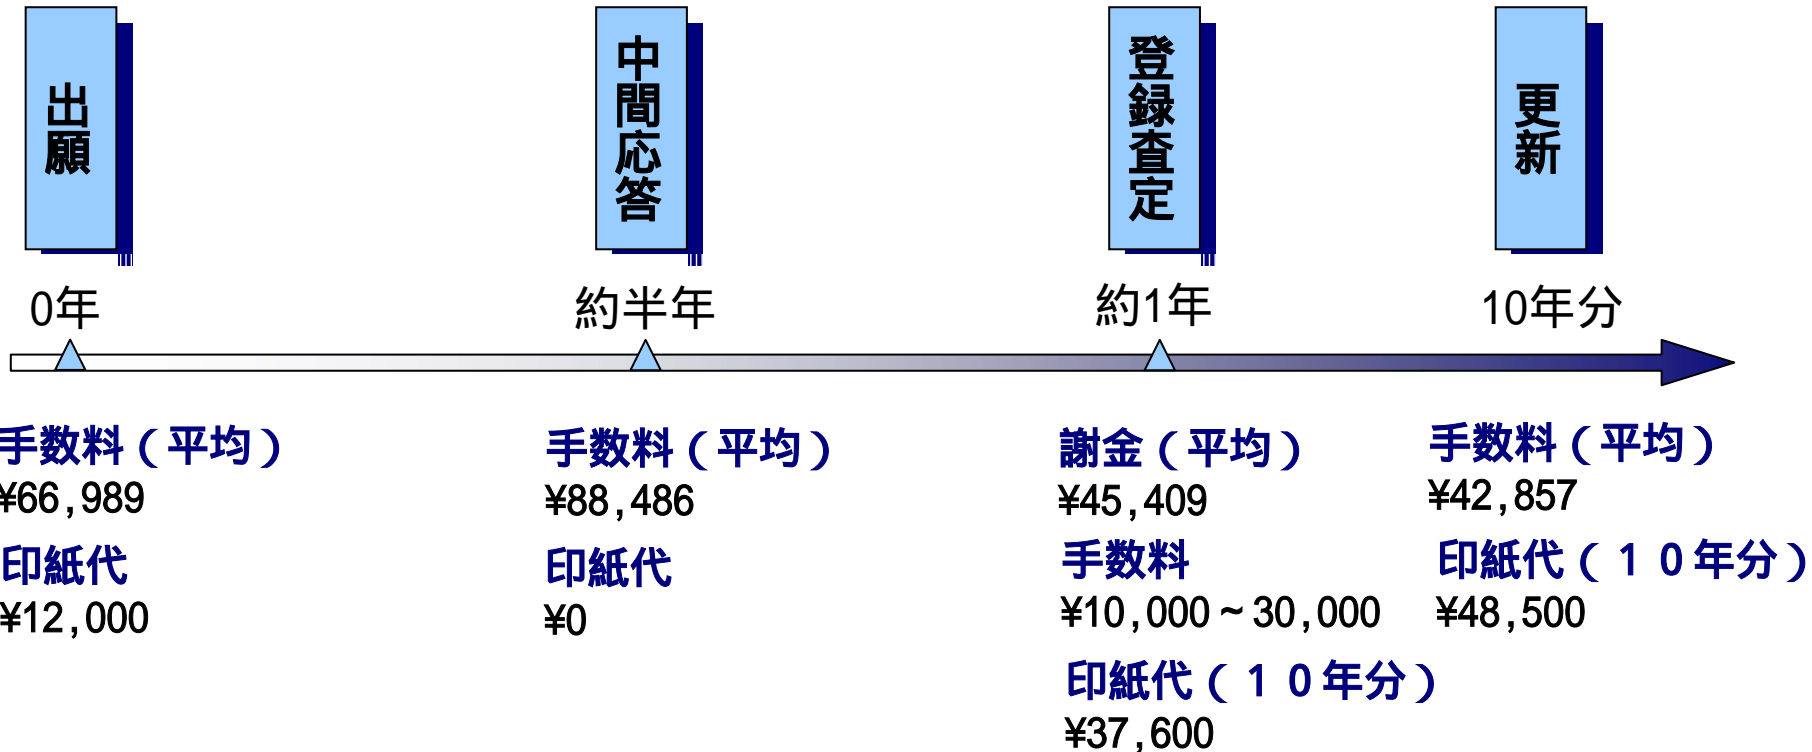 出願
中間応答
登録査定
更新
0年
約半年
約1年
10年分
手数料（平均）
¥66,989
印紙代
¥12,000
手数料（平均）
¥88,486
印紙代
¥0
謝金（平均）
¥45,409
手数料
¥10,000～30,000
印紙代（１０年分）
¥37,600
手数料（平均）
¥42,857
印紙代（１０年分）
¥48,500